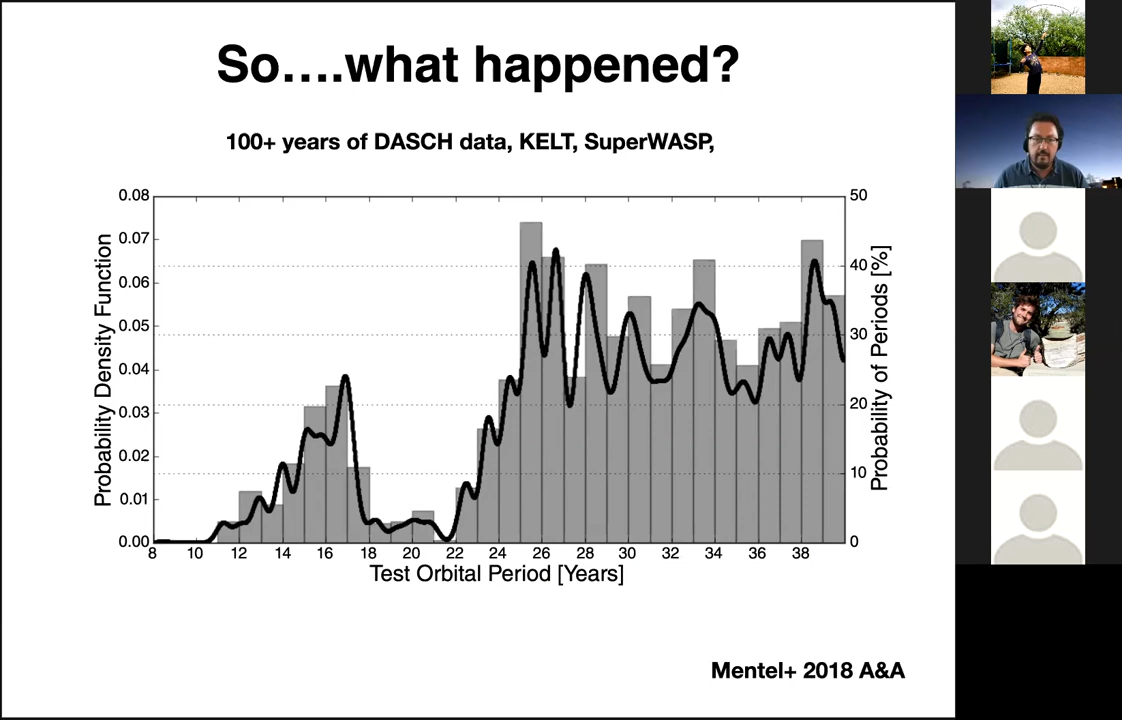 So....what happened?
100+ years of DASCH data, KELT, SuperWASP,
0.08
0.07
0.06
0.05
0.04
0.03
0.02
0.01
0.00
Probability Density Function
50
40
30
20
10
0
Probability of Periods [%]
8 10 12 14 16 18 20 22 24 26 28 30 32 34 36 38
Test Orbital Period [Years]
Mentel+ 2018 A&A